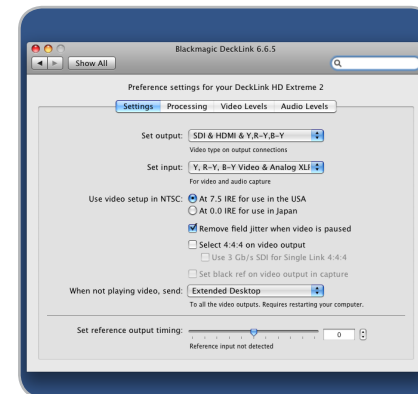 Blackmagic DeckLink 6.6.5
Show All
Preference settings for your DeckLink HD Extreme 2
Settings Processing Video Levels Audio Levels
Set output: SDI & HDMI & Y,R-Y,B-Y
Video type on output connections
Set input: Y, R-Y, B-Y Video & Analog XLR
For video and audio capture
Use video setup in NTSC: At 7.5 IRE for use in the USA
At 0.0 IRE for use in Japan
Remove field jitter when video is paused
Select 4:4:4 on video output
Use 3 Gb/s SDI for Single Link 4:4:4
Set black ref on video output in capture
When not playing video, send: Extended Desktop
To all the video outputs. Requires restarting your computer.
Set reference output timing: 0
Reference input not detected